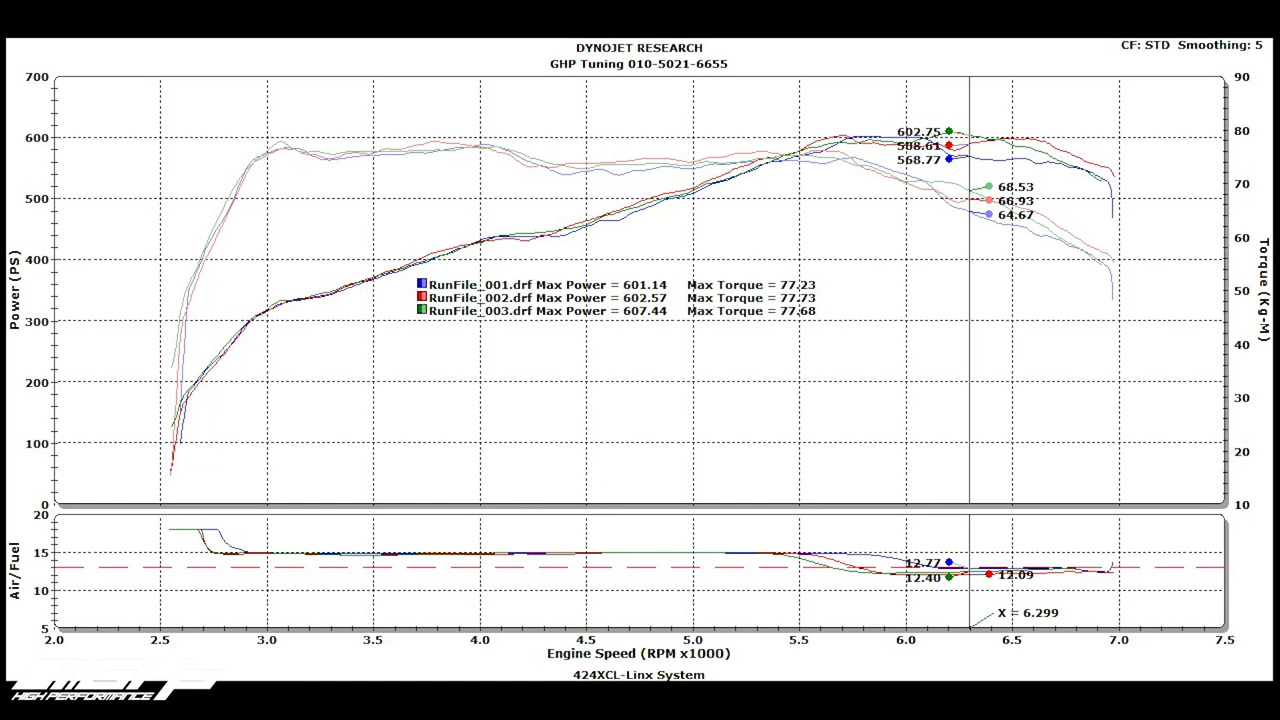 DYNOJET RESEARCH
CF: STD Smoothing: 5
GHP Tuning 010-5021-6655
700
600
500
400
300
200
100
0
Power (PS)
90
80
70
60
50
40
30
20
10
Torque (Kg-M)
602.75
568.77
68.53
66.93
64.67
RunFile_001.drf Max Power = 601.14 Max Torque = 77.23
RunFile_002.drf Max Power = 602.57 Max Torque = 77.73
RunFile_003.drf Max Power = 607.44 Max Torque = 77.68
20
15
10
5
Air/Fuel
12.77
12.40
12.09
X = 6.299
2.0 2.5 3.0 3.5 4.0 4.5 5.0 5.5 6.0 6.5 7.0 7.5
Engine Speed (RPM x1000)
424XCL-Linx System
HIGH PERFORMANCE